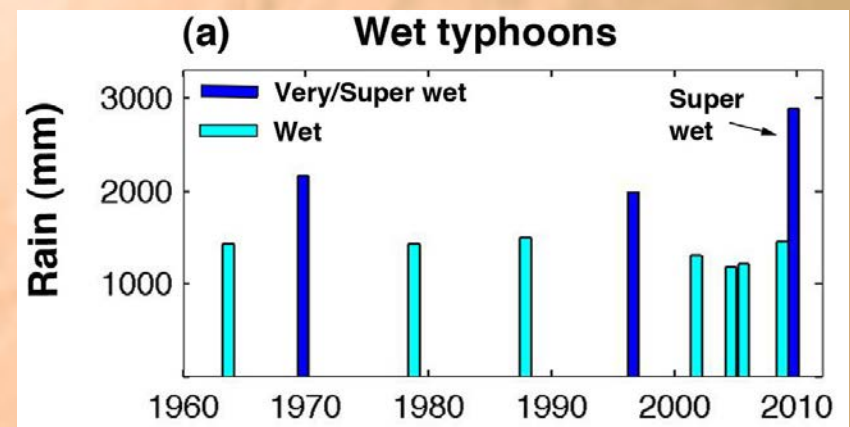 (a) Wet typhoons
Rain (mm)
3000
2000
1000
Very/Super wet
Wet
Super
wet
1960 1970 1980 1990 2000 2010